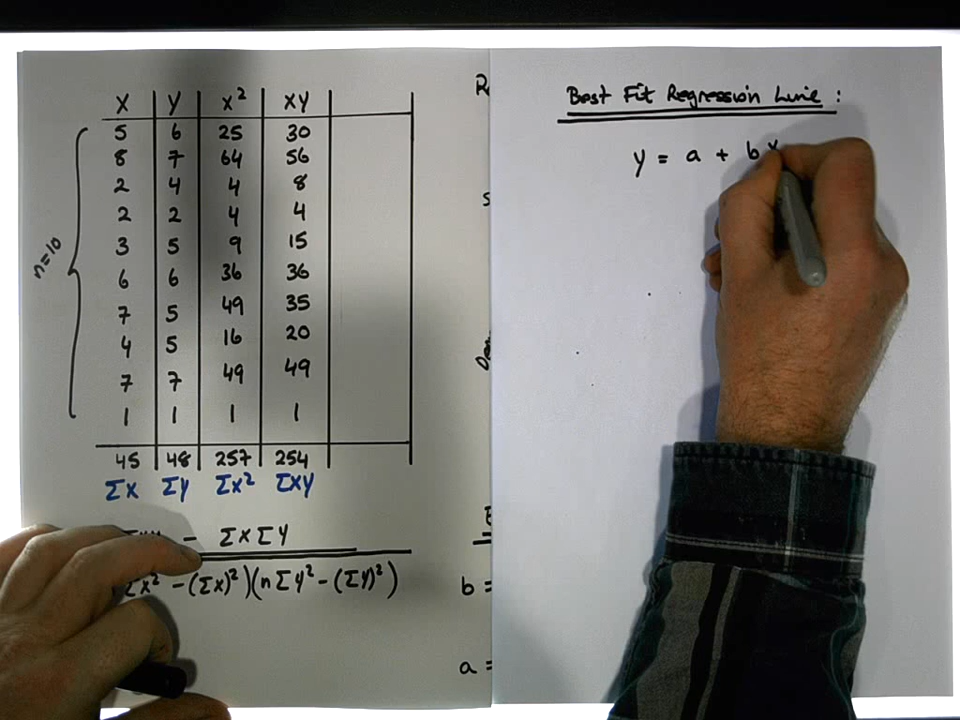 X Y X² XY
5 6 25 30
8 7 64 56
2 4 4 8
2 2 4 4
3 5 9 15
6 6 36 36
7 5 49 35
4 5 16 20
7 7 49 49
1 1 1 1
n=10
45 48 257 254
ΣX ΣY ΣX² ΣXY
- ΣXΣY
Σx² - (Σx)²)(nΣY² - (ΣY)²)
b =
a =
Best Fit Regression Line :
y = a + bx